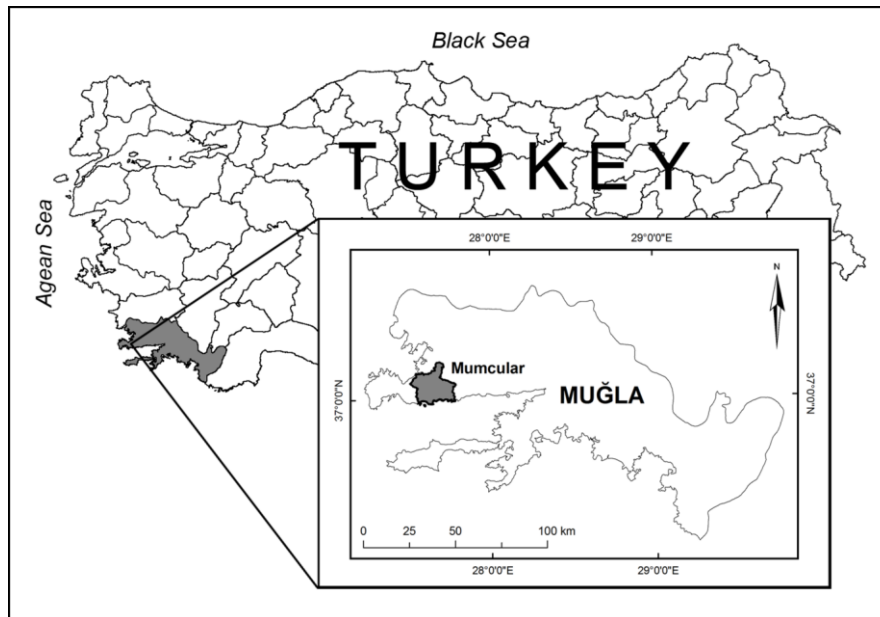 Black Sea
Agean Sea
TURKEY
28°0'0"E
29°0'0"E
N
Mumcular
MUĞLA
37°0'0"N
37°0'0"N
0 25 50 100 km
28°0'0"E
29°0'0"E